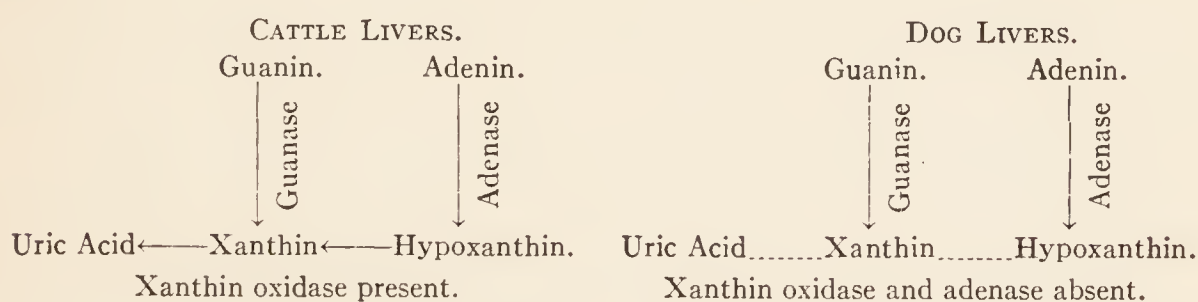 CATTLE LIVERS.
Guanin. Adenin.
Guanase
Adenase
Uric Acid←——Xanthin←——Hypoxanthin.
Xanthin oxidase present.
DOG LIVERS.
Guanin. Adenin.
Guanase
Adenase
Uric Acid........Xanthin........Hypoxanthin.
Xanthin oxidase and adenase absent.